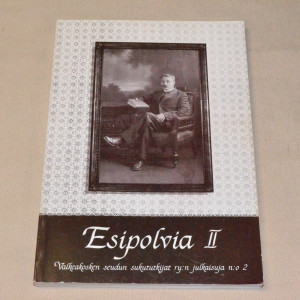 Esipolvia II
Valkeakosken seudun sukututkijat ry:n julkaisuja n:o 2